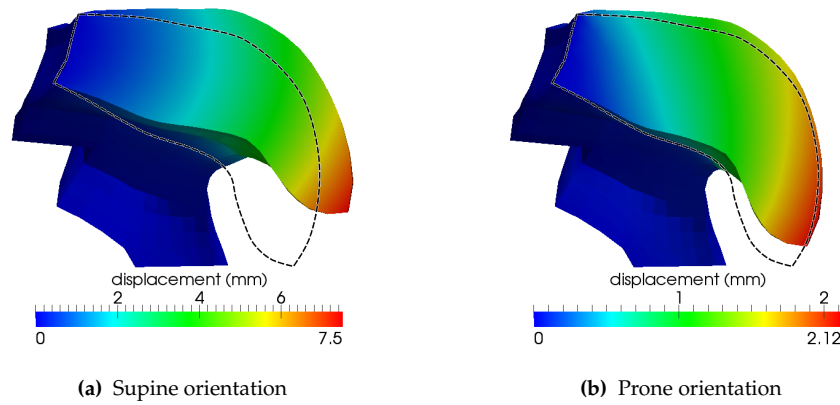 displacement (mm)
2 4 6
0 7.5
(a) Supine orientation
displacement (mm)
1 2
0 2.12
(b) Prone orientation